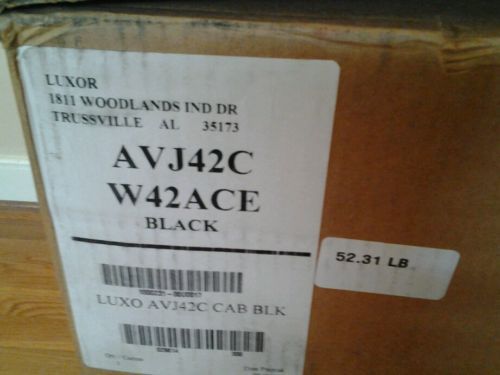 LUXOR
1811 WOODLANDS IND DR
TRUSSVILLE AL 35173
AVJ42C
W42ACE
BLACK
52.31 LB
LUXO AVJ42C CAB BLK